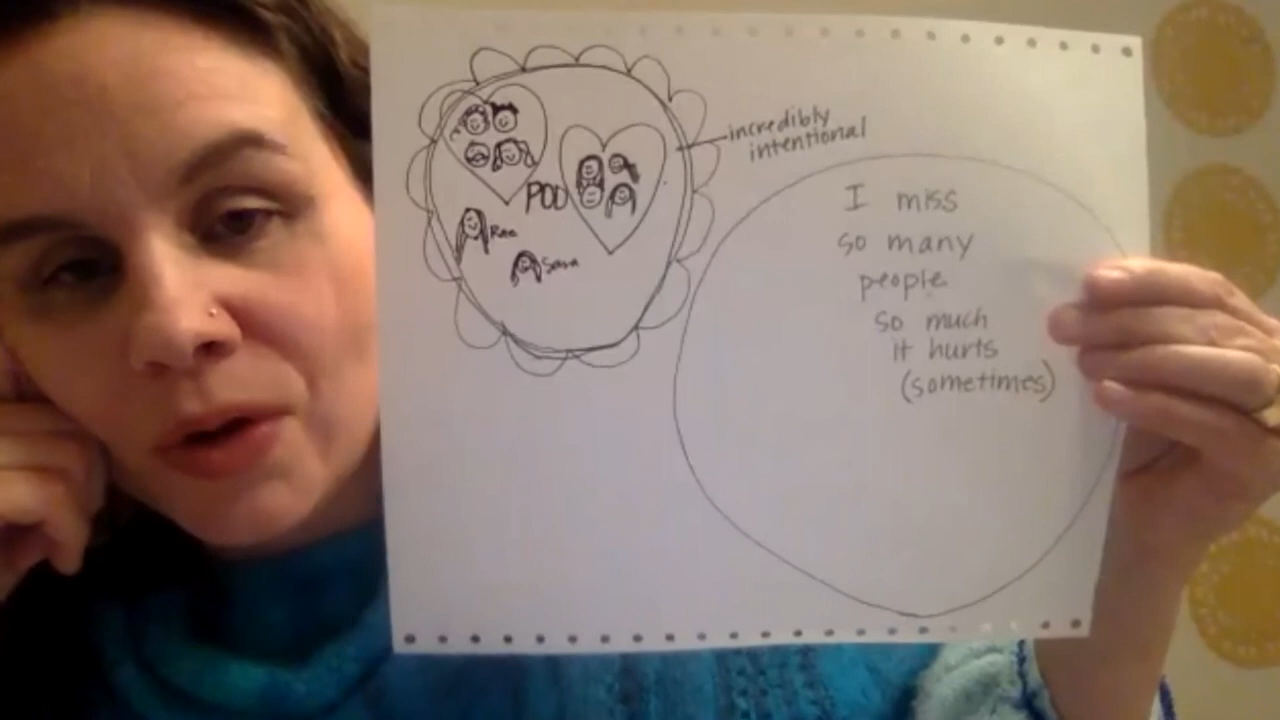 incredibly
intentional
POD
Rae
Sara
I miss
so many
people
so much
it hurts
(sometimes)